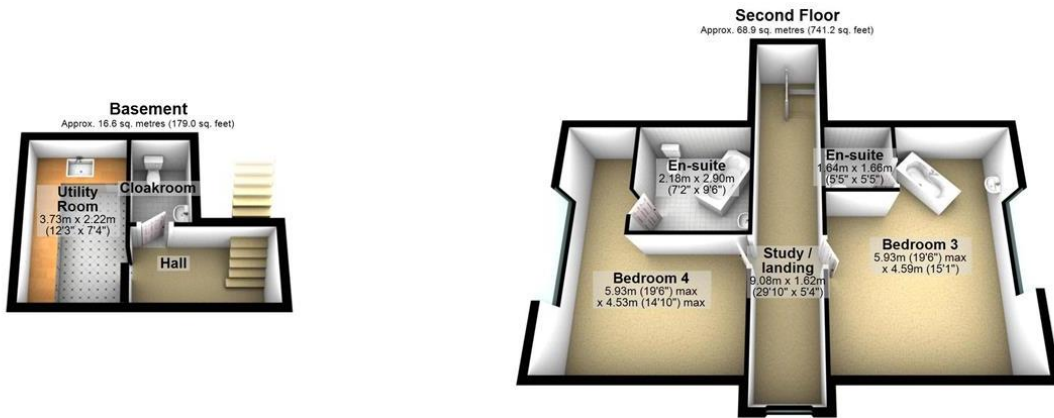 Basement
Approx. 16.6 sq. metres (179.0 sq. feet)
Utility
Room
3.73m x 2.22m
(12'3" x 7'4")
Cloakroom
Hall
Second Floor
Approx. 68.9 sq. metres (741.2 sq. feet)
En-suite
2.18m x 2.90m
(7'2" x 9'6")
En-suite
1.64m x 1.66m
(5'5" x 5'5")
Bedroom 4
5.93m (19'6") max
x 4.53m (14'10") max
Study /
landing
9.08m x 1.62m
(29'10" x 5'4")
Bedroom 3
5.93m (19'6") max
x 4.59m (15'1")